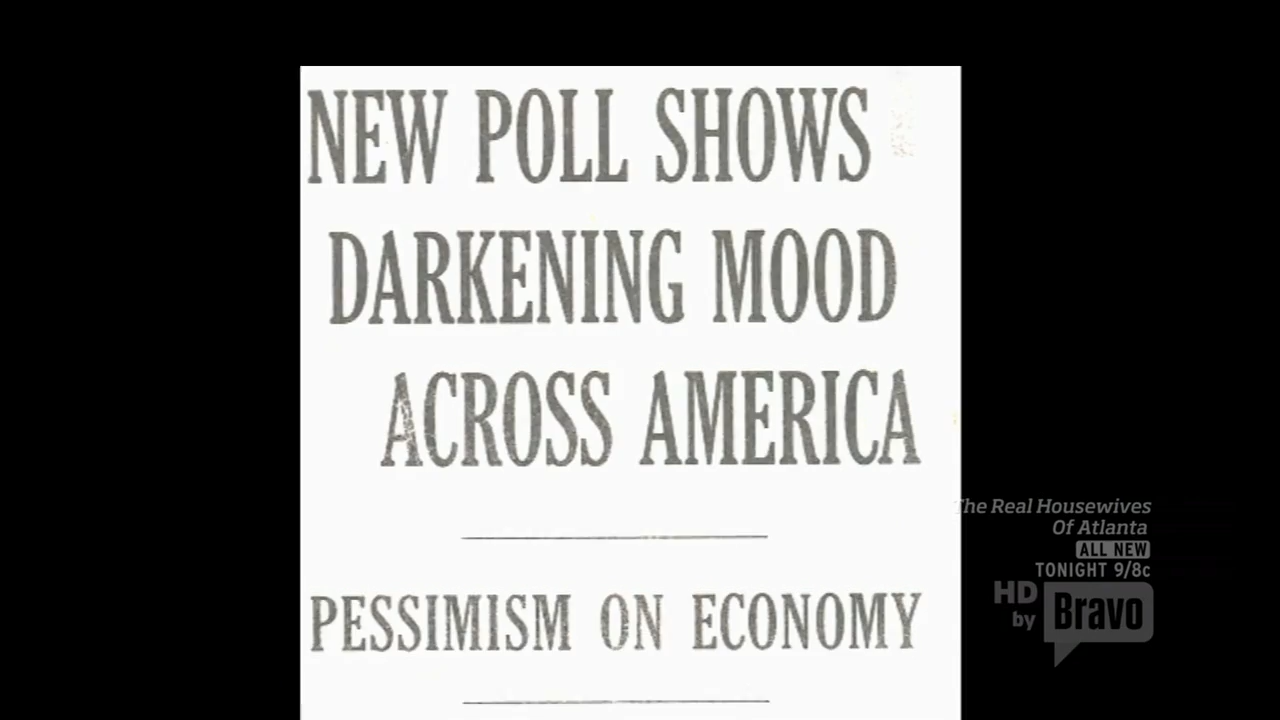 NEW POLL SHOWS
DARKENING MOOD
ACROSS AMERICA
PESSIMISM ON ECONOMY
The Real Housewives
Of Atlanta
ALL NEW
TONIGHT 9/8c
HD
by
Bravo